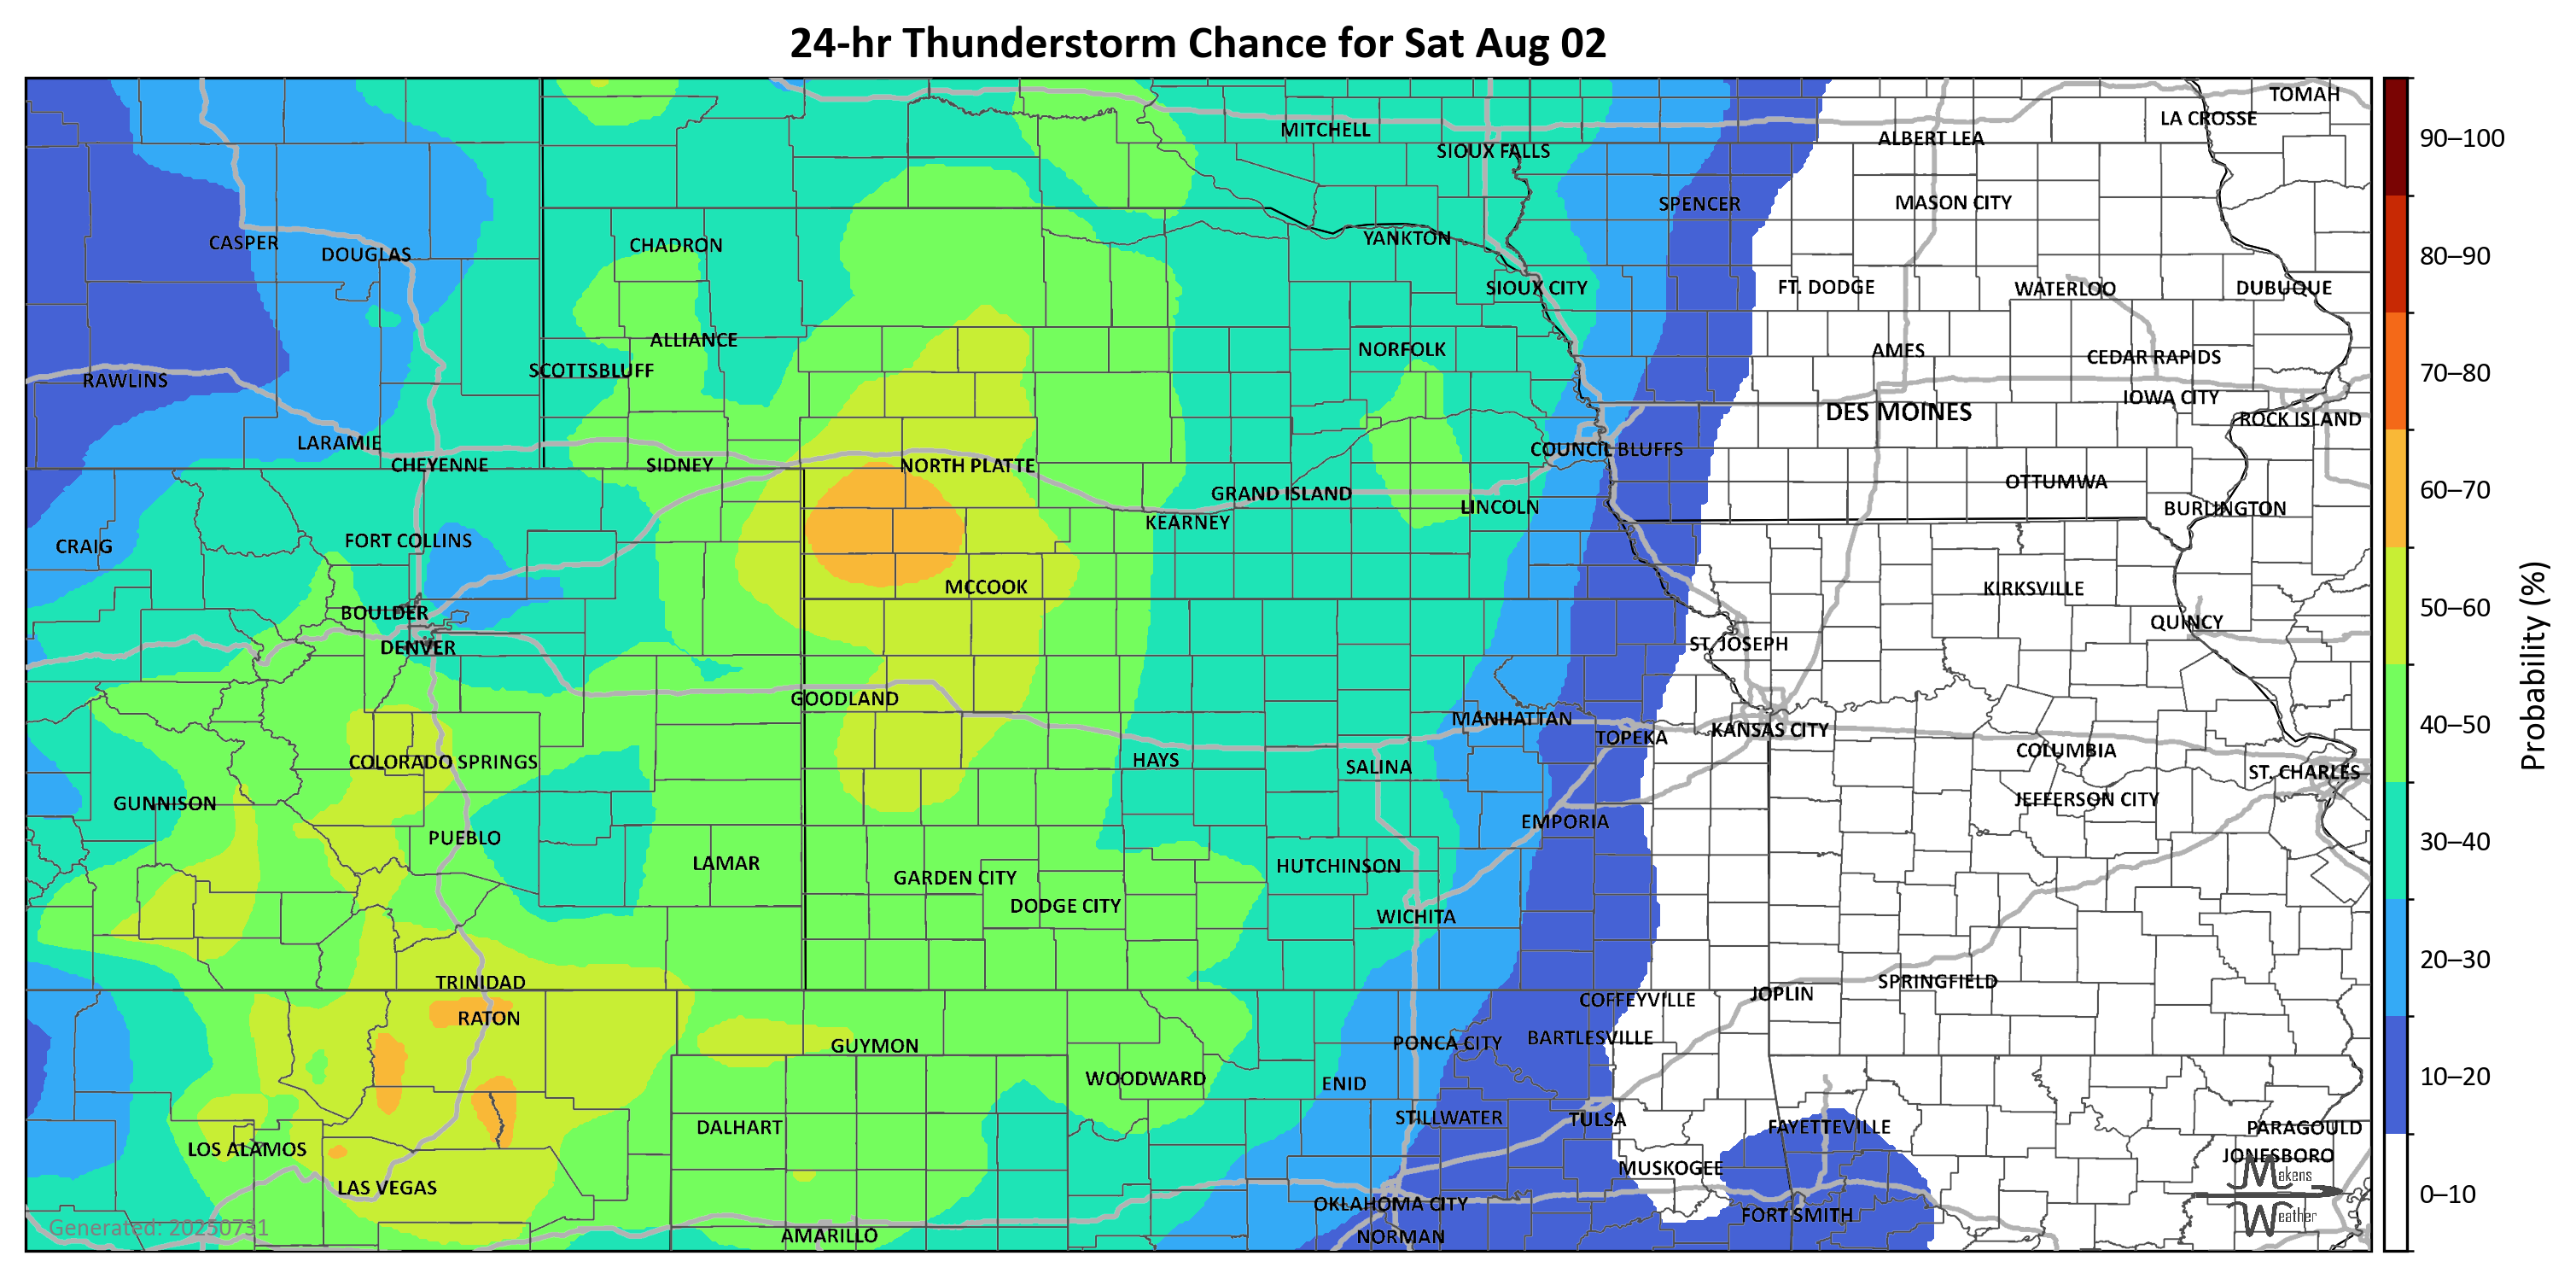 24-hr Thunderstorm Chance for Sat Aug 02
TOMAH
LA CROSSE
MITCHELL
ALBERT LEA
SIOUX FALLS
SPENCER
MASON CITY
CASPER
DOUGLAS
CHADRON
YANKTON
SIOUX CITY
FT. DODGE
WATERLOO
DUBUQUE
ALLIANCE
NORFOLK
AMES
CEDAR RAPIDS
SCOTTSBLUFF
RAWLINS
IOWA CITY
DES MOINES
ROCK ISLAND
LARAMIE
COUNCIL BLUFFS
CHEYENNE
SIDNEY
NORTH PLATTE
OTTUMWA
GRAND ISLAND
LINCOLN
BURLINGTON
KEARNEY
CRAIG
FORT COLLINS
MCCOOK
KIRKSVILLE
BOULDER
QUINCY
DENVER
ST. JOSEPH
GOODLAND
MANHATTAN
TOPEKA
KANSAS CITY
COLUMBIA
COLORADO SPRINGS
HAYS
SALINA
ST. CHARLES
GUNNISON
JEFFERSON CITY
EMPORIA
PUEBLO
LAMAR
HUTCHINSON
GARDEN CITY
DODGE CITY
WICHITA
TRINIDAD
SPRINGFIELD
JOPLIN
COFFEYVILLE
RATON
BARTLESVILLE
PONCA CITY
GUYMON
WOODWARD
ENID
STILLWATER
TULSA
DALHART
FAYETTEVILLE
PARAGOULD
LOS ALAMOS
JONESBORO
MUSKOGEE
LAS VEGAS
OKLAHOMA CITY
FORT SMITH
AMARILLO
NORMAN
Generated: 20250731
Makens
Weather
90–100
80–90
70–80
60–70
50–60
40–50
30–40
20–30
10–20
0–10
Probability (%)